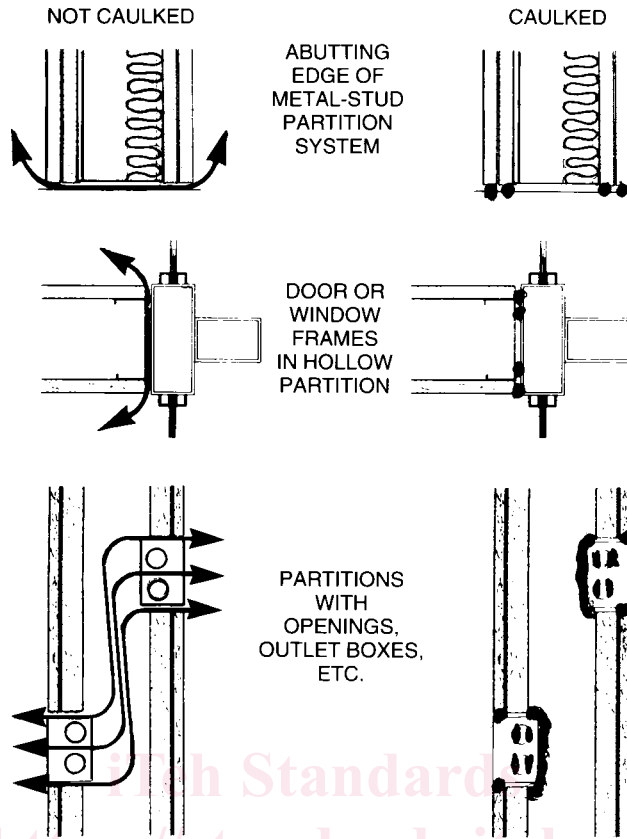 NOT CAULKED
CAULKED
ABUTTING
EDGE OF
METAL-STUD
PARTITION
SYSTEM
DOOR OR
WINDOW
FRAMES
IN HOLLOW
PARTITION
PARTITIONS
WITH
OPENINGS,
OUTLET BOXES,
ETC.
iTeh Standards